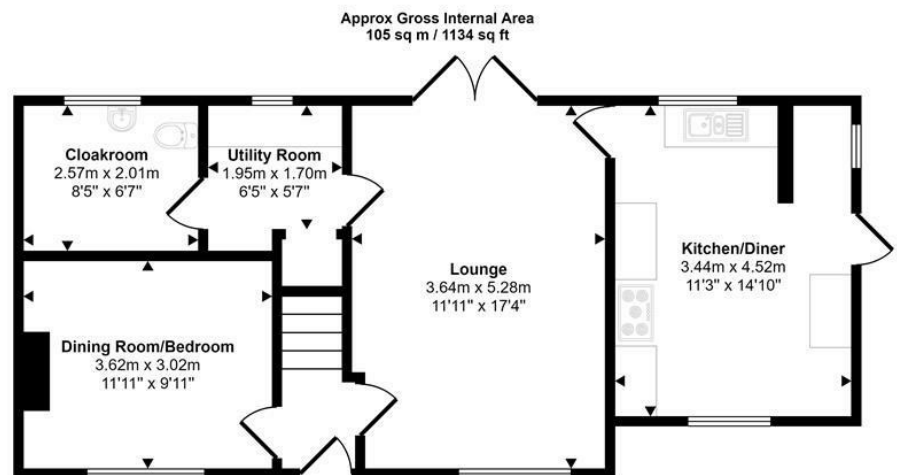 Approx Gross Internal Area
105 sq m / 1134 sq ft
Cloakroom
2.57m x 2.01m
8'5" x 6'7"
Utility Room
1.95m x 1.70m
6'5" x 5'7"
Lounge
3.64m x 5.28m
11'11" x 17'4"
Kitchen/Diner
3.44m x 4.52m
11'3" x 14'10"
Dining Room/Bedroom
3.62m x 3.02m
11'11" x 9'11"